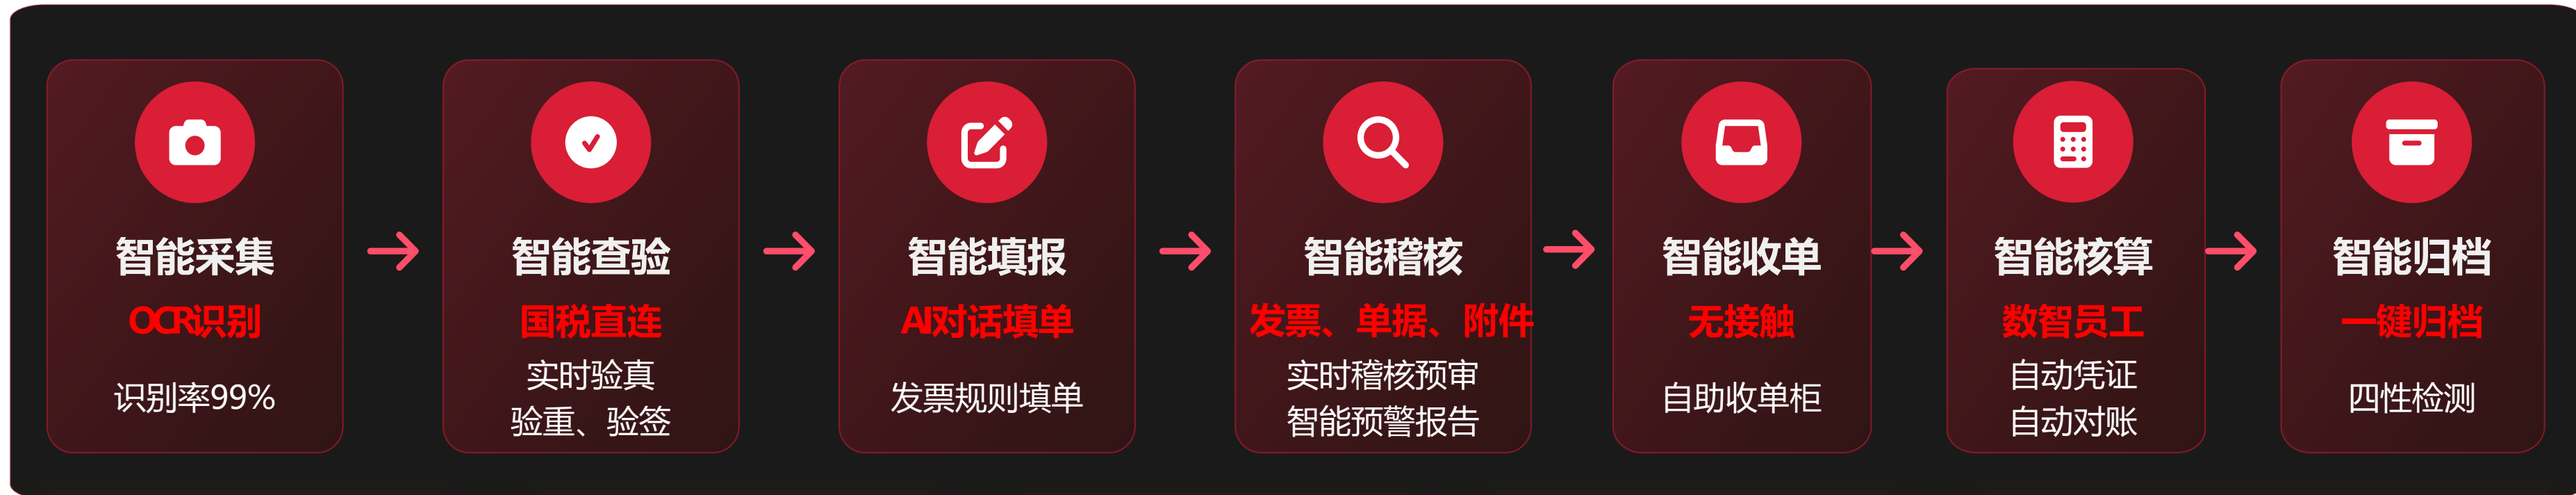 智能采集
OCR识别
识别率99%
智能查验
国税直连
实时验真
验重、验签
智能填报
AI对话填单
发票规则填单
智能稽核
发票、单据、附件
实时稽核预审
智能预警报告
智能收单
无接触
自助收单柜
智能核算
数智员工
自动凭证
自动对账
智能归档
一键归档
四性检测